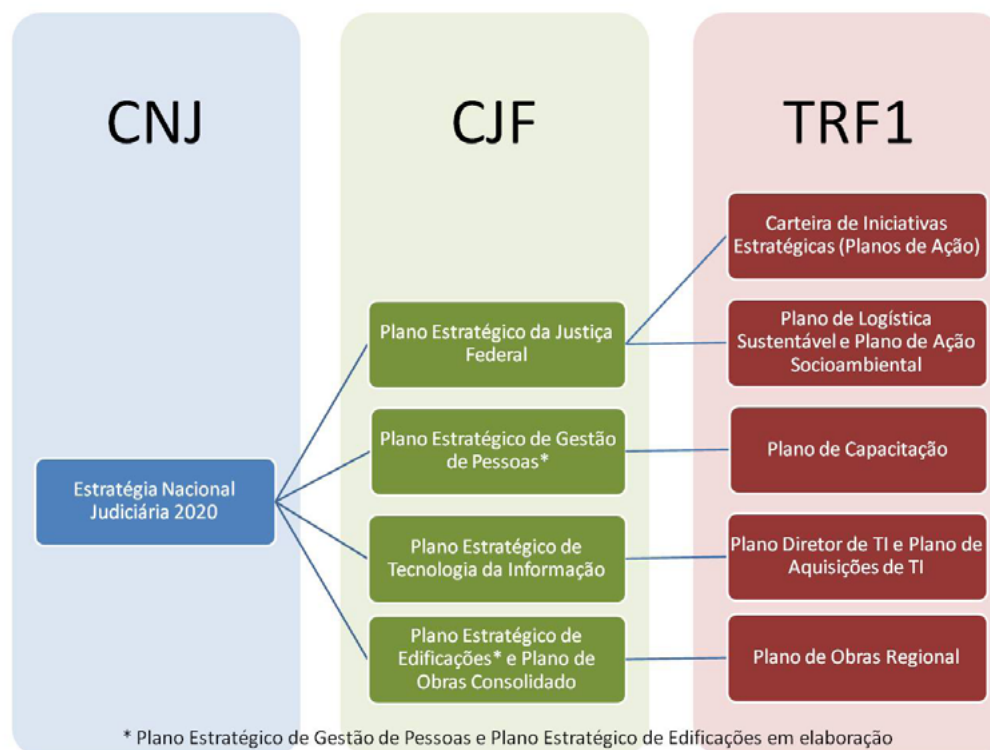 CNJ
CJF
TRF1
Carteira de Iniciativas
Estratégicas (Planos de Ação)
Plano Estratégico da Justiça
Federal
Plano de Logística
Sustentável e Plano de Ação
Socioambiental
Plano Estratégico de Gestão
de Pessoas*
Plano de Capacitação
Estratégia Nacional
Judiciária 2020
Plano Estratégico de
Tecnologia da Informação
Plano Diretor de TI e Plano de
Aquisições de TI
Plano Estratégico de
Edificações* e Plano de
Obras Consolidado
Plano de Obras Regional
* Plano Estratégico de Gestão de Pessoas e Plano Estratégico de Edificações em elaboração